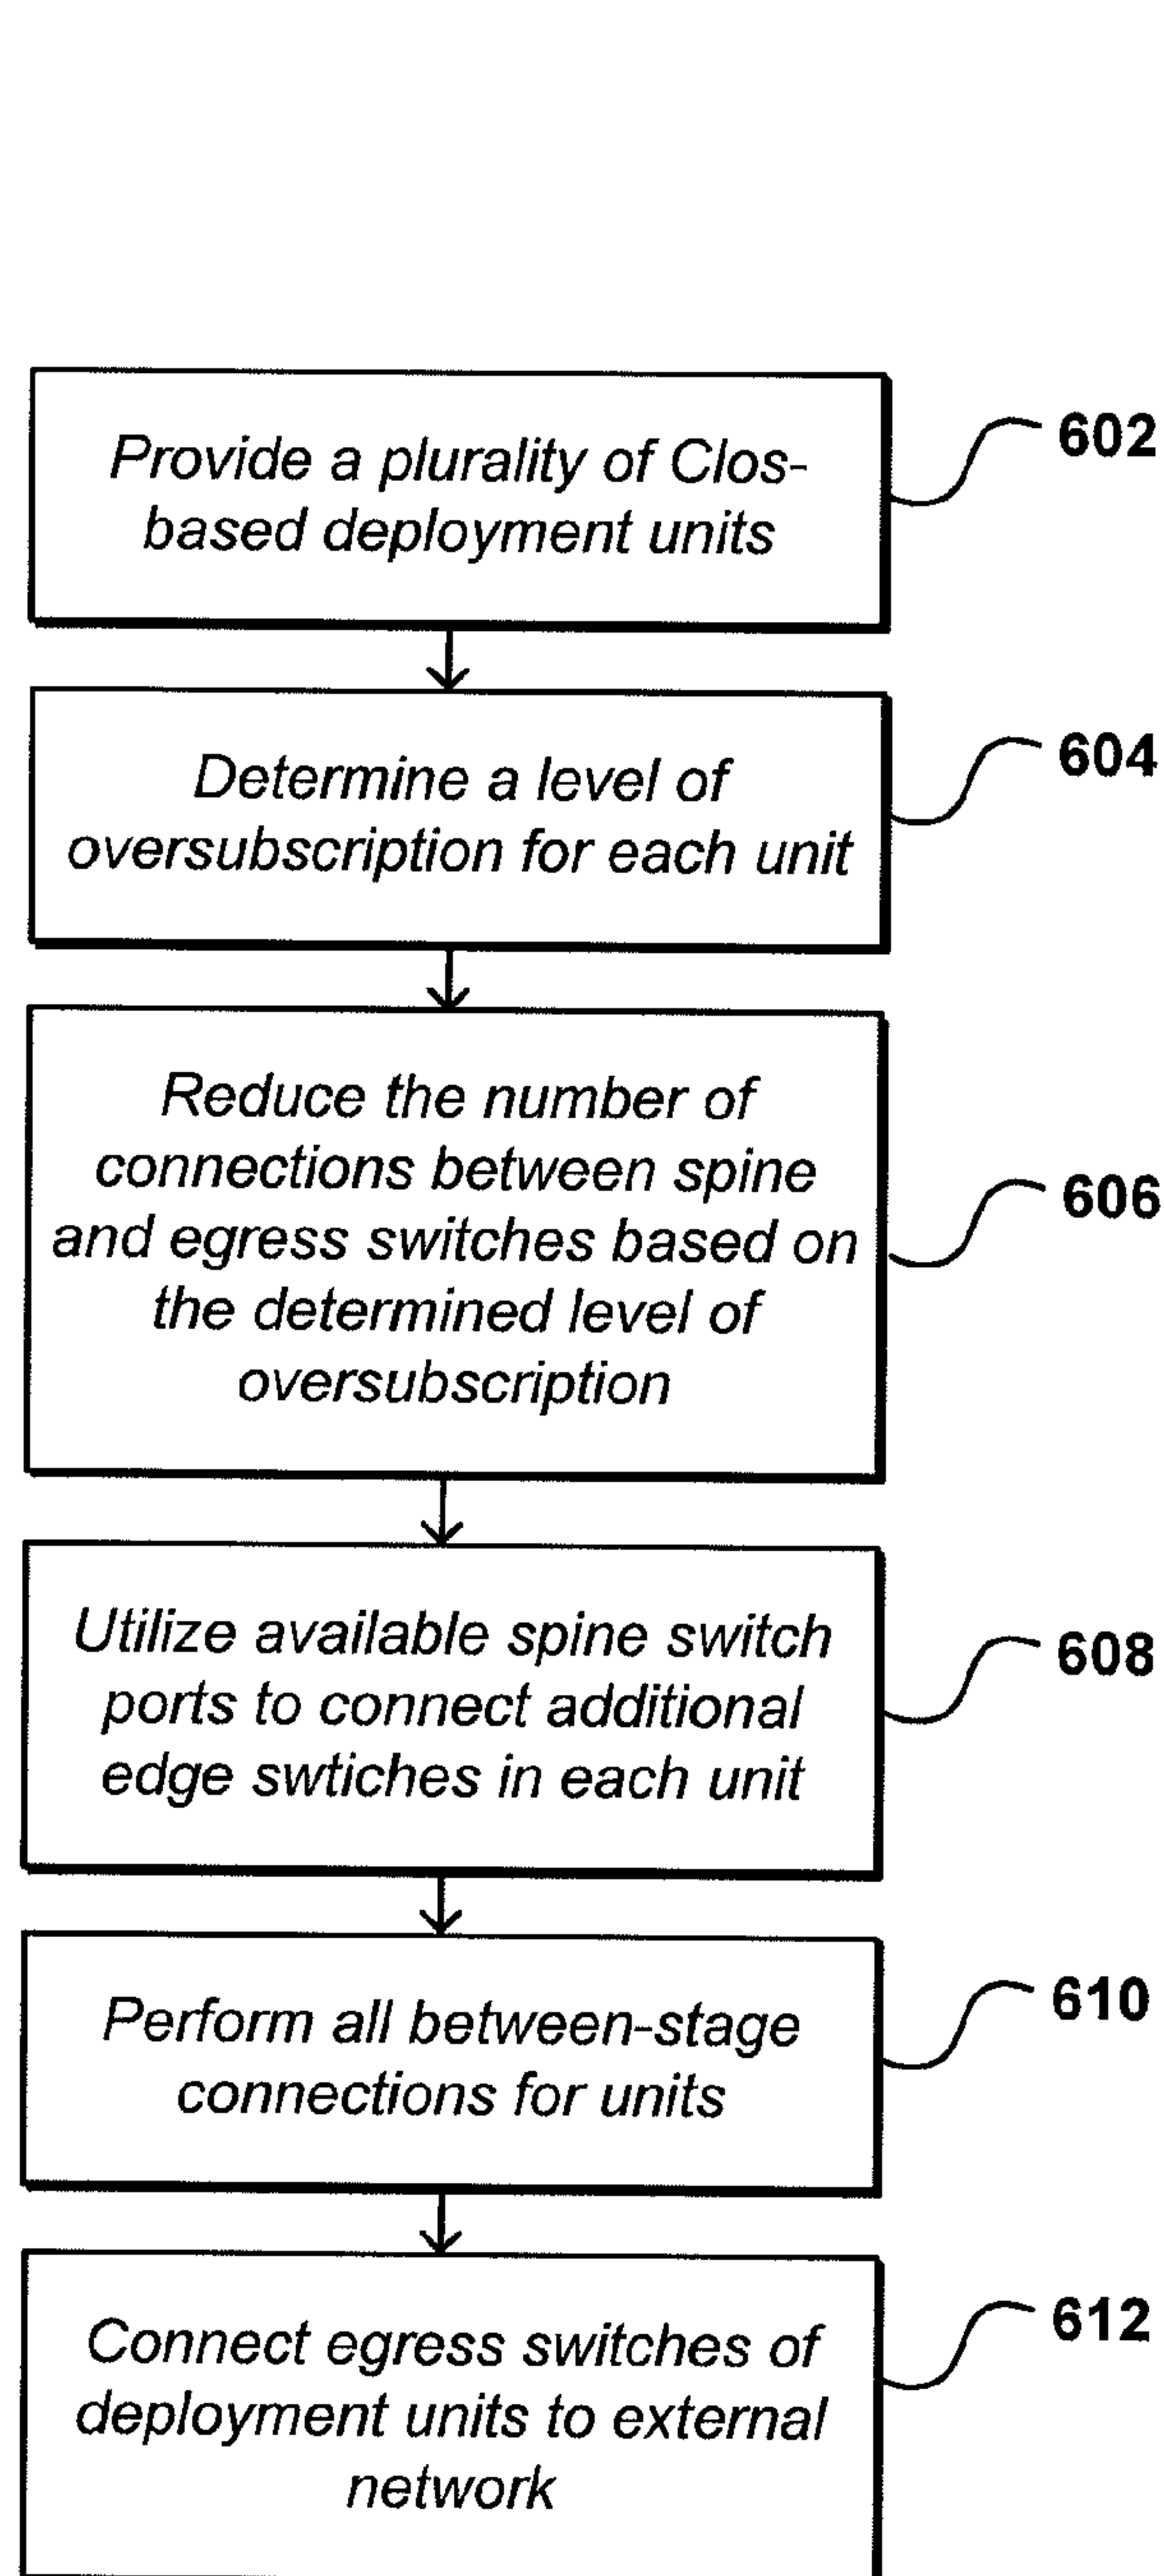 Provide a plurality of Clos-
based deployment units
602
Determine a level of
oversubscription for each unit
604
Reduce the number of
connections between spine
and egress switches based on
the determined level of
oversubscription
606
Utilize available spine switch
ports to connect additional
edge swtiches in each unit
608
Perform all between-stage
connections for units
610
Connect egress switches of
deployment units to external
network
612